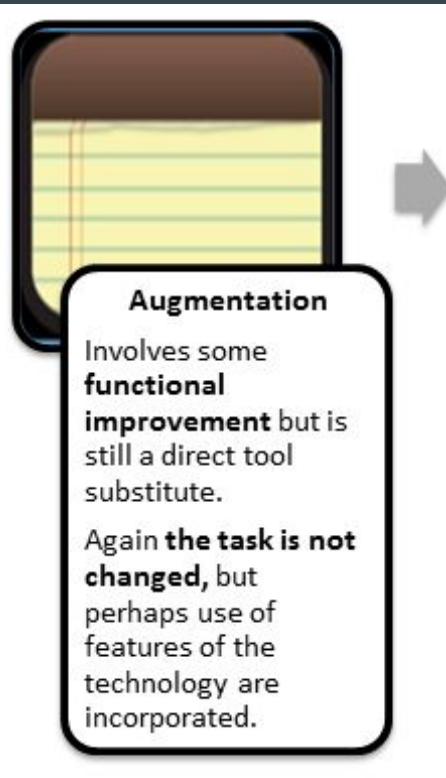 Augmentation
Involves some
functional
improvement but is
still a direct tool
substitute.
Again the task is not
changed, but
perhaps use of
features of the
technology are
incorporated.